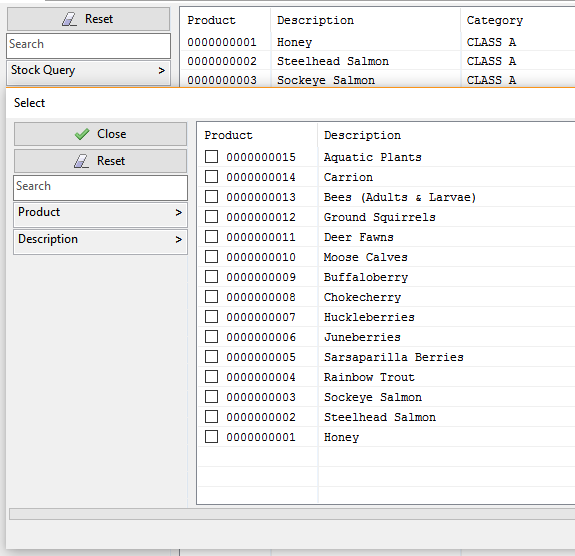 Reset
Search
Stock Query >
Product Description Category
0000000001 Honey CLASS A
0000000002 Steelhead Salmon CLASS A
0000000003 Sockeye Salmon CLASS A
Select
Close
Reset
Search
Product >
Description >
Product Description
0000000015 Aquatic Plants
0000000014 Carrion
0000000013 Bees (Adults & Larvae)
0000000012 Ground Squirrels
0000000011 Deer Fawns
0000000010 Moose Calves
0000000009 Buffaloberry
0000000008 Chokecherry
0000000007 Huckleberries
0000000006 Juneberries
0000000005 Sarsaparilla Berries
0000000004 Rainbow Trout
0000000003 Sockeye Salmon
0000000002 Steelhead Salmon
0000000001 Honey